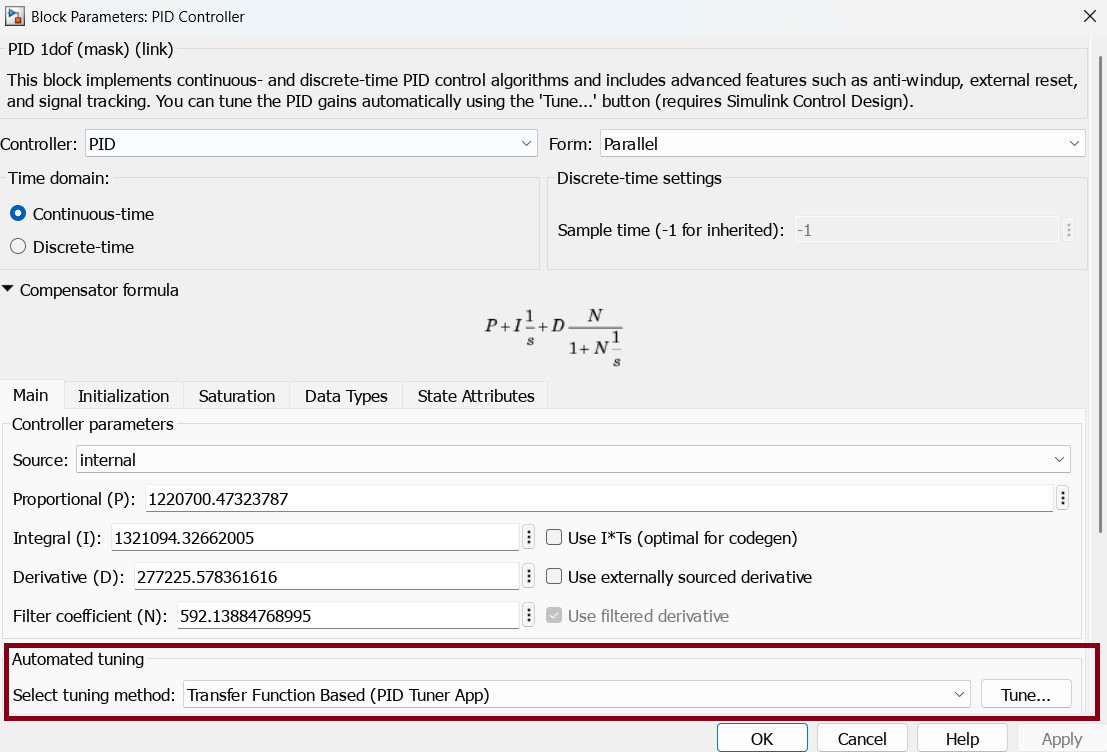 Block Parameters: PID Controller
PID 1dof (mask) (link)
This block implements continuous- and discrete-time PID control algorithms and includes advanced features such as anti-windup, external reset,
and signal tracking. You can tune the PID gains automatically using the 'Tune...' button (requires Simulink Control Design).
Controller: PID Form: Parallel
Time domain: Discrete-time settings
Continuous-time
Sample time (-1 for inherited): -1
Discrete-time
Compensator formula
P + I 1/s + D N/(1 + N 1/s)
Main Initialization Saturation Data Types State Attributes
Controller parameters
Source: internal
Proportional (P): 1220700.47323787
Integral (I): 1321094.32662005 Use I*Ts (optimal for codegen)
Derivative (D): 277225.578361616 Use externally sourced derivative
Filter coefficient (N): 592.13884768995 Use filtered derivative
Automated tuning
Select tuning method: Transfer Function Based (PID Tuner App) Tune...
OK Cancel Help Apply